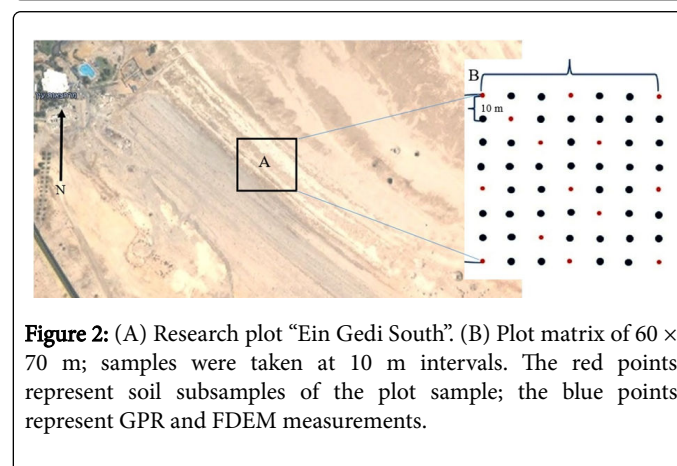 B
10 m
A
N
Figure 2: (A) Research plot “Ein Gedi South”. (B) Plot matrix of 60 ×
70 m; samples were taken at 10 m intervals. The red points
represent soil subsamples of the plot sample; the blue points
represent GPR and FDEM measurements.